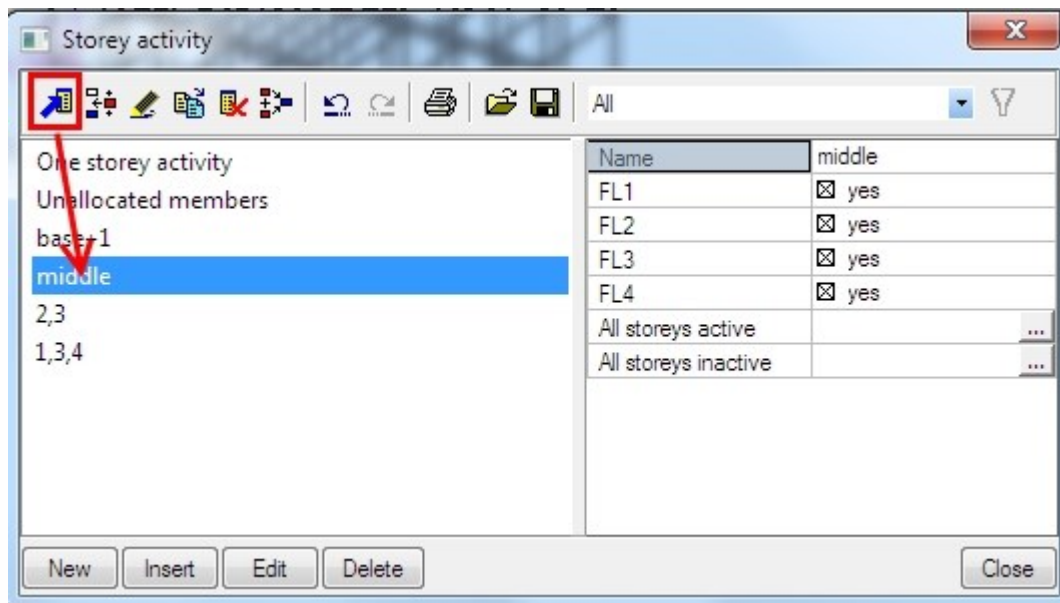 Storey activity
All
One storey activity
Unallocated members
base+1
middle
2,3
1,3,4
Name middle
FL1 yes
FL2 yes
FL3 yes
FL4 yes
All storeys active ...
All storeys inactive ...
New Insert Edit Delete Close